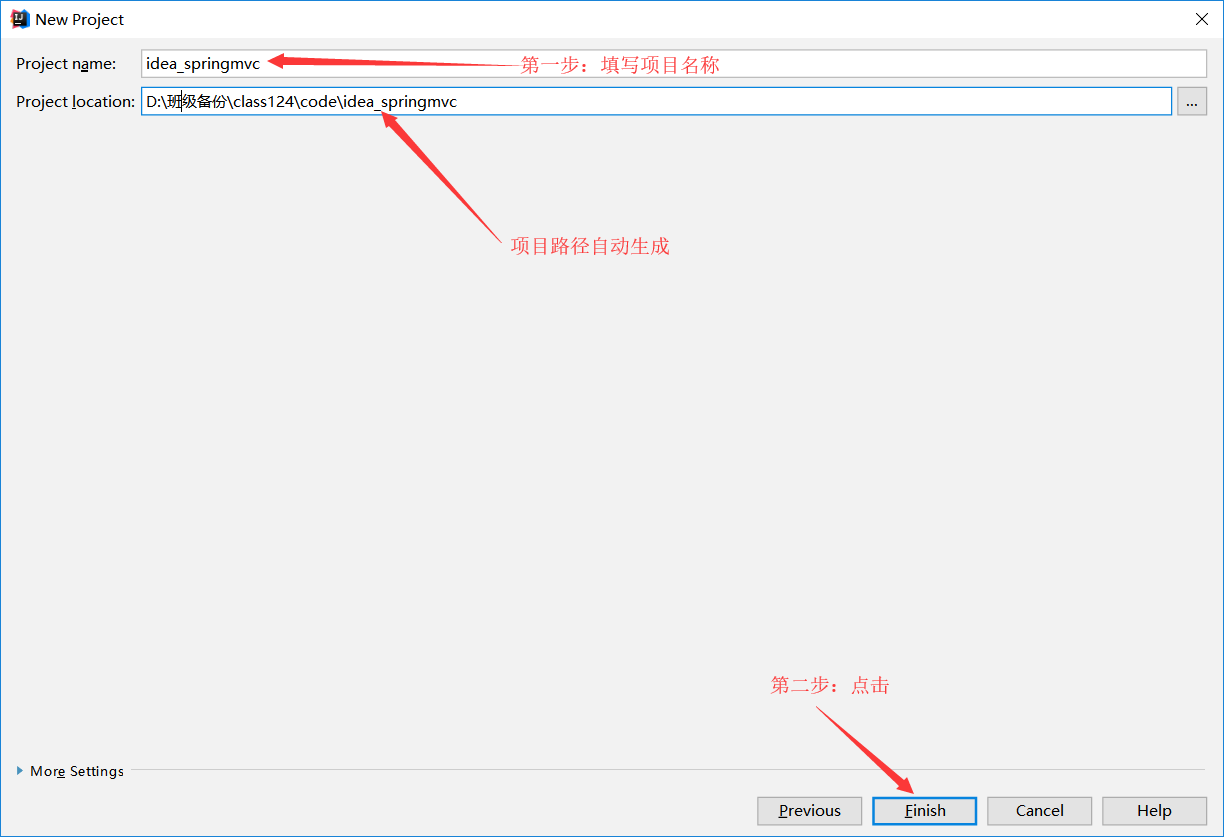 New Project
Project name: idea_springmvc 第一步：填写项目名称
Project location: D:\班级备份\class124\code\idea_springmvc ...
项目路径自动生成
第二步：点击
More Settings
Previous Finish Cancel Help